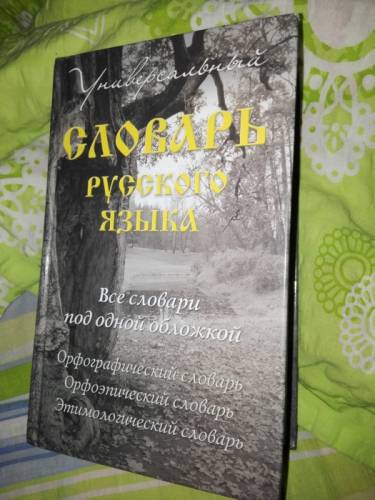 Универсальный
СЛОВАРЬ
РУССКОГО
ЯЗЫКА
Все словари
под одной обложкой
Орфографический словарь
Орфоэпический словарь
Этимологический словарь